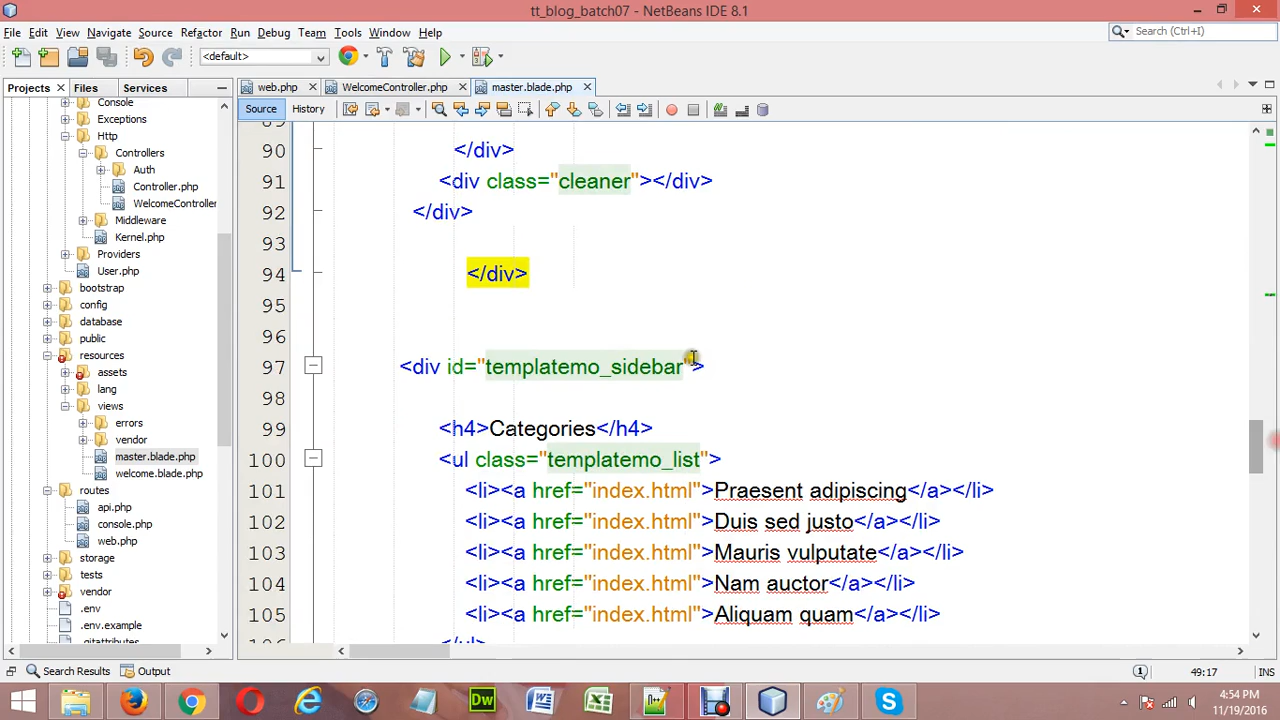 tt_blog_batch07 - NetBeans IDE 8.1
File Edit View Navigate Source Refactor Run Debug Team Tools Window Help
Search (Ctrl+I)
<default>
Projects Files Services
web.php WelcomeController.php master.blade.php
Source History
Console
Exceptions
Http
Controllers
Auth
Controller.php
WelcomeController
Middleware
Kernel.php
Providers
User.php
bootstrap
config
database
public
resources
assets
lang
views
errors
vendor
master.blade.php
welcome.blade.php
routes
api.php
console.php
web.php
storage
tests
vendor
.env
.env.example
.gitattributes
90 </div>
91 <div class="cleaner"></div>
92 </div>
93
94 </div>
95
96
97 <div id="templatemo_sidebar">
98
99 <h4>Categories</h4>
100 <ul class="templatemo_list">
101 <li><a href="index.html">Praesent adipiscing</a></li>
102 <li><a href="index.html">Duis sed justo</a></li>
103 <li><a href="index.html">Mauris vulputate</a></li>
104 <li><a href="index.html">Nam auctor</a></li>
105 <li><a href="index.html">Aliquam quam</a></li>
Search Results Output
49:17 INS
4:54 PM
11/19/2016